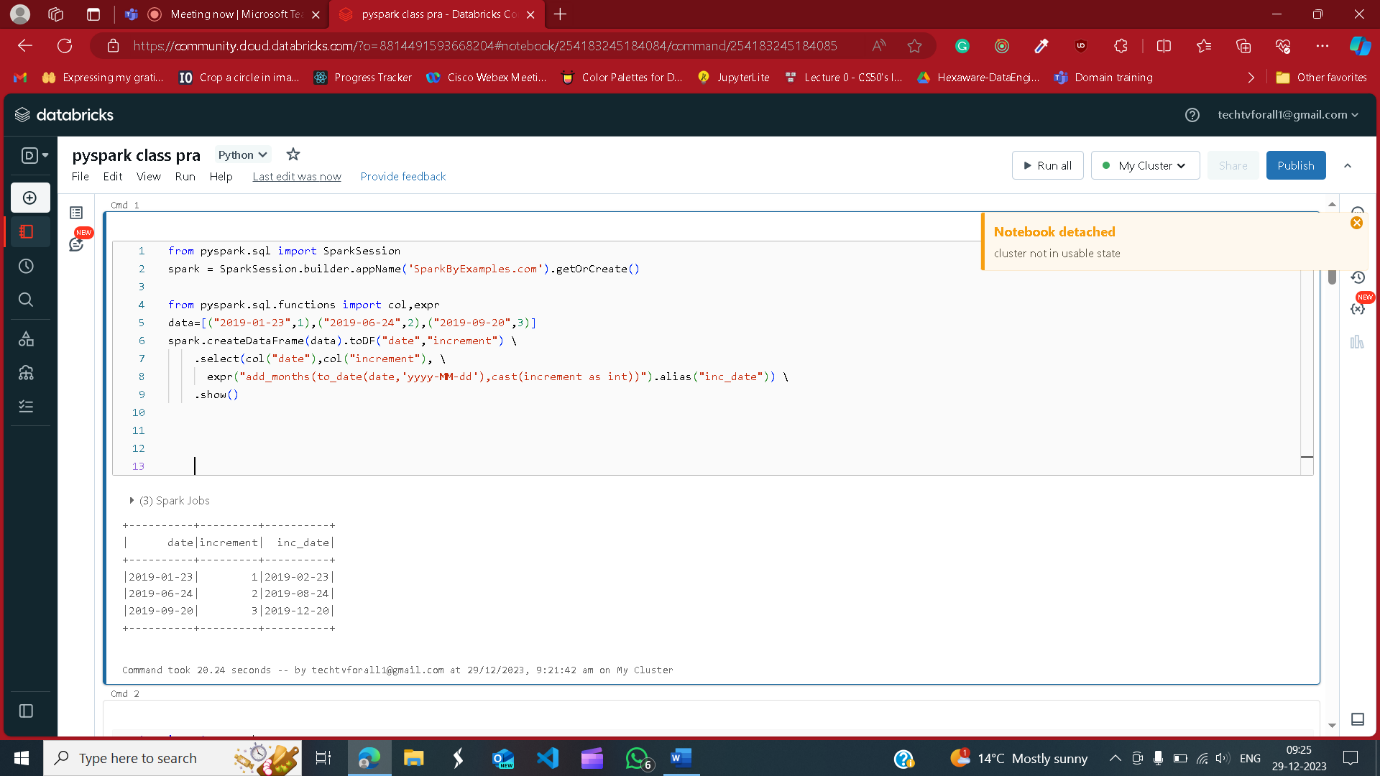 Meeting now | Microsoft Tea
pyspark class pra - Databricks Co
https://community.cloud.databricks.com/?o=8814491593668204#notebook/254183245184084/command/254183245184085
Expressing my grati...
Crop a circle in ima...
Progress Tracker
Cisco Webex Meeti...
Color Palettes for D...
JupyterLite
Lecture 0 - CS50's I...
Hexaware-DataEngi...
Domain training
Other favorites
databricks
techtvforall1@gmail.com
D
pyspark class pra
Python
File Edit View Run Help Last edit was now Provide feedback
Run all
My Cluster
Share
Publish
NEW
Cmd 1
Notebook detached
cluster not in usable state
NEW
1 from pyspark.sql import SparkSession
2 spark = SparkSession.builder.appName('SparkByExamples.com').getOrCreate()
3
4 from pyspark.sql.functions import col,expr
5 data=[("2019-01-23",1),("2019-06-24",2),("2019-09-20",3)]
6 spark.createDataFrame(data).toDF("date","increment") \
7 .select(col("date"),col("increment"), \
8 expr("add_months(to_date(date,'yyyy-MM-dd'),cast(increment as int))").alias("inc_date")) \
9 .show()
10
11
12
13
(3) Spark Jobs
+----------+---------+----------+
|      date|increment|  inc_date|
+----------+---------+----------+
|2019-01-23|        1|2019-02-23|
|2019-06-24|        2|2019-08-24|
|2019-09-20|        3|2019-12-20|
+----------+---------+----------+
Command took 20.24 seconds -- by techtvforall1@gmail.com at 29/12/2023, 9:21:42 am on My Cluster
Cmd 2
Type here to search
NEW
6
1
14°C Mostly sunny
ENG
09:25
29-12-2023